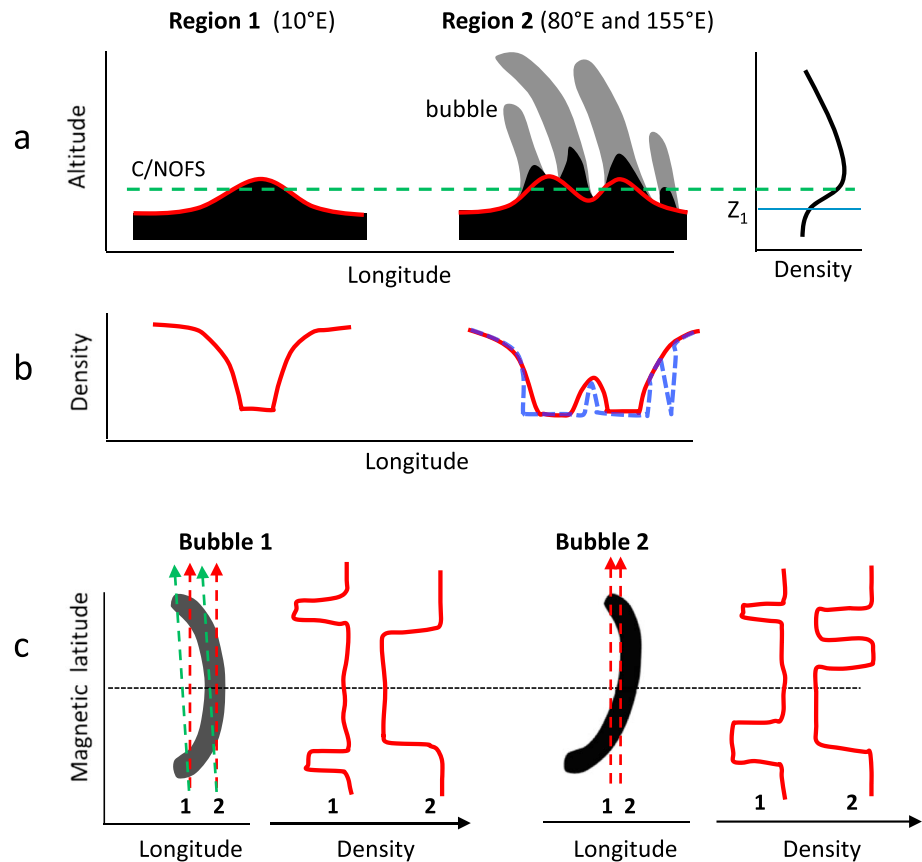 Region 1 (10°E)
Region 2 (80°E and 155°E)
a
Altitude
bubble
C/NOFS
Z1
Longitude
Density
b
Density
Longitude
Bubble 1
Bubble 2
c
Magnetic latitude
1 2
1 2
1 2
1 2
Longitude
Density
Longitude
Density